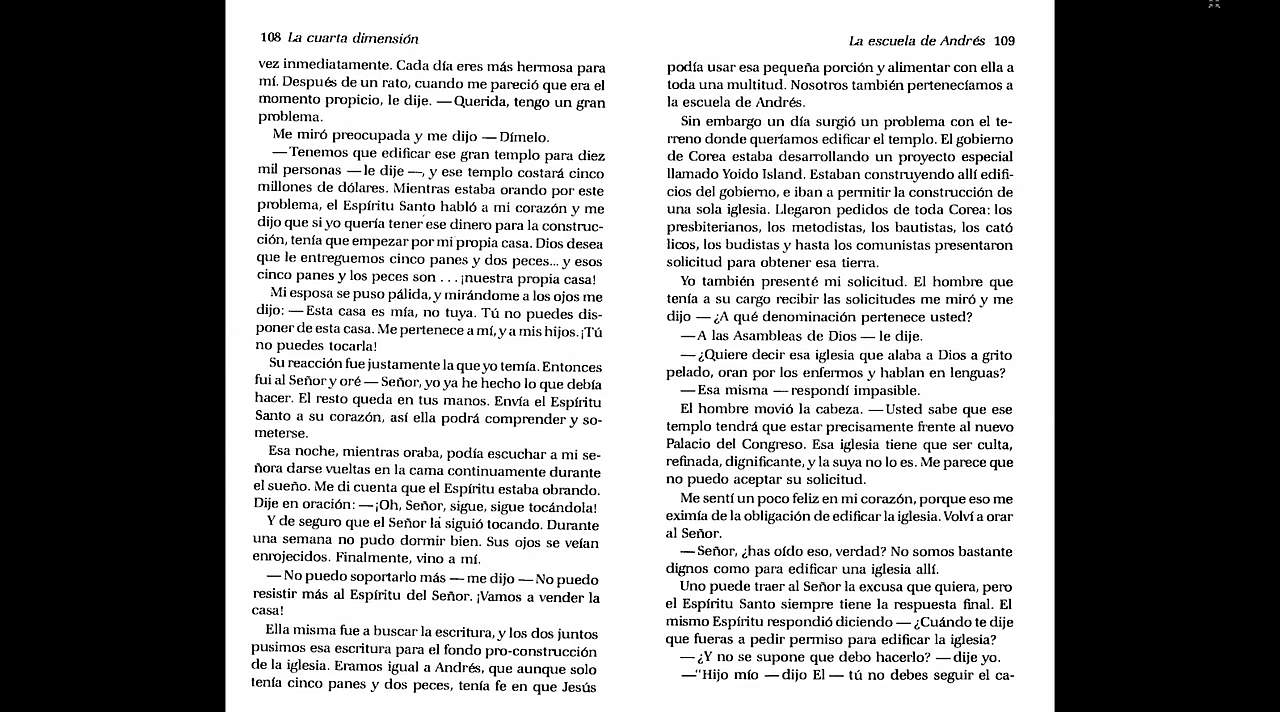 108 La cuarta dimensión
vez inmediatamente. Cada día eres más hermosa para
mí. Después de un rato, cuando me pareció que era el
momento propicio, le dije. —Querida, tengo un gran
problema.
Me miró preocupada y me dijo —Dímelo.
—Tenemos que edificar ese gran templo para diez
mil personas —le dije—, y ese templo costará cinco
millones de dólares. Mientras estaba orando por este
problema, el Espíritu Santo habló a mi corazón y me
dijo que si yo quería tener ese dinero para la construc-
ción, tenía que empezar por mi propia casa. Dios desea
que le entreguemos cinco panes y dos peces... y esos
cinco panes y los peces son . . . ¡nuestra propia casa!
Mi esposa se puso pálida, y mirándome a los ojos me
dijo: —Esta casa es mía, no tuya. Tú no puedes dis-
poner de esta casa. Me pertenece a mí, y a mis hijos. ¡Tú
no puedes tocarla!
Su reacción fue justamente la que yo temía. Entonces
fui al Señor y oré —Señor, yo ya he hecho lo que debía
hacer. El resto queda en tus manos. Envía el Espíritu
Santo a su corazón, así ella podrá comprender y so-
meterse.
Esa noche, mientras oraba, podía escuchar a mi se-
ñora darse vueltas en la cama continuamente durante
el sueño. Me di cuenta que el Espíritu estaba obrando.
Dije en oración: —¡Oh, Señor, sigue, sigue tocándola!
Y de seguro que el Señor la siguió tocando. Durante
una semana no pudo dormir bien. Sus ojos se veían
enrojecidos. Finalmente, vino a mí.
—No puedo soportarlo más —me dijo —No puedo
resistir más al Espíritu del Señor. ¡Vamos a vender la
casa!
Ella misma fue a buscar la escritura, y los dos juntos
pusimos esa escritura para el fondo pro-construcción
de la iglesia. Eramos igual a Andrés, que aunque solo
tenía cinco panes y dos peces, tenía fe en que Jesús
La escuela de Andrés 109
podía usar esa pequeña porción y alimentar con ella a
toda una multitud. Nosotros también pertenecíamos a
la escuela de Andrés.
Sin embargo un día surgió un problema con el te-
rreno donde queríamos edificar el templo. El gobierno
de Corea estaba desarrollando un proyecto especial
llamado Yoido Island. Estaban construyendo allí edifi-
cios del gobierno, e iban a permitir la construcción de
una sola iglesia. Llegaron pedidos de toda Corea: los
presbiterianos, los metodistas, los bautistas, los cató
licos, los budistas y hasta los comunistas presentaron
solicitud para obtener esa tierra.
Yo también presenté mi solicitud. El hombre que
tenía a su cargo recibir las solicitudes me miró y me
dijo —¿A qué denominación pertenece usted?
—A las Asambleas de Dios —le dije.
—¿Quiere decir esa iglesia que alaba a Dios a grito
pelado, oran por los enfermos y hablan en lenguas?
—Esa misma —respondí impasible.
El hombre movió la cabeza. —Usted sabe que ese
templo tendrá que estar precisamente frente al nuevo
Palacio del Congreso. Esa iglesia tiene que ser culta,
refinada, dignificante, y la suya no lo es. Me parece que
no puedo aceptar su solicitud.
Me sentí un poco feliz en mi corazón, porque eso me
eximía de la obligación de edificar la iglesia. Volví a orar
al Señor.
—Señor, ¿has oído eso, verdad? No somos bastante
dignos como para edificar una iglesia allí.
Uno puede traer al Señor la excusa que quiera, pero
el Espíritu Santo siempre tiene la respuesta final. El
mismo Espíritu respondió diciendo —¿Cuándo te dije
que fueras a pedir permiso para edificar la iglesia?
—¿Y no se supone que debo hacerlo? —dije yo.
—"Hijo mío —dijo El— tú no debes seguir el ca-